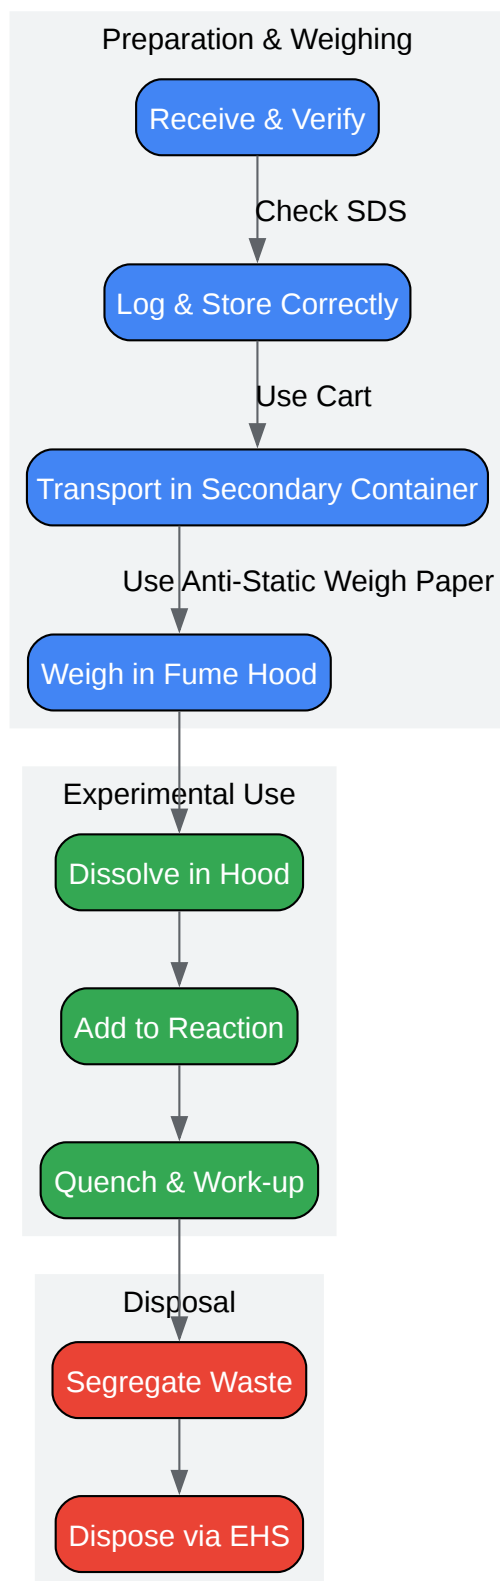 Preparation & Weighing
Receive & Verify
Check SDS
Log & Store Correctly
Use Cart
Transport in Secondary Container
Use Anti-Static Weigh Paper
Weigh in Fume Hood
Experimental Use
Dissolve in Hood
Add to Reaction
Quench & Work-up
Disposal
Segregate Waste
Dispose via EHS